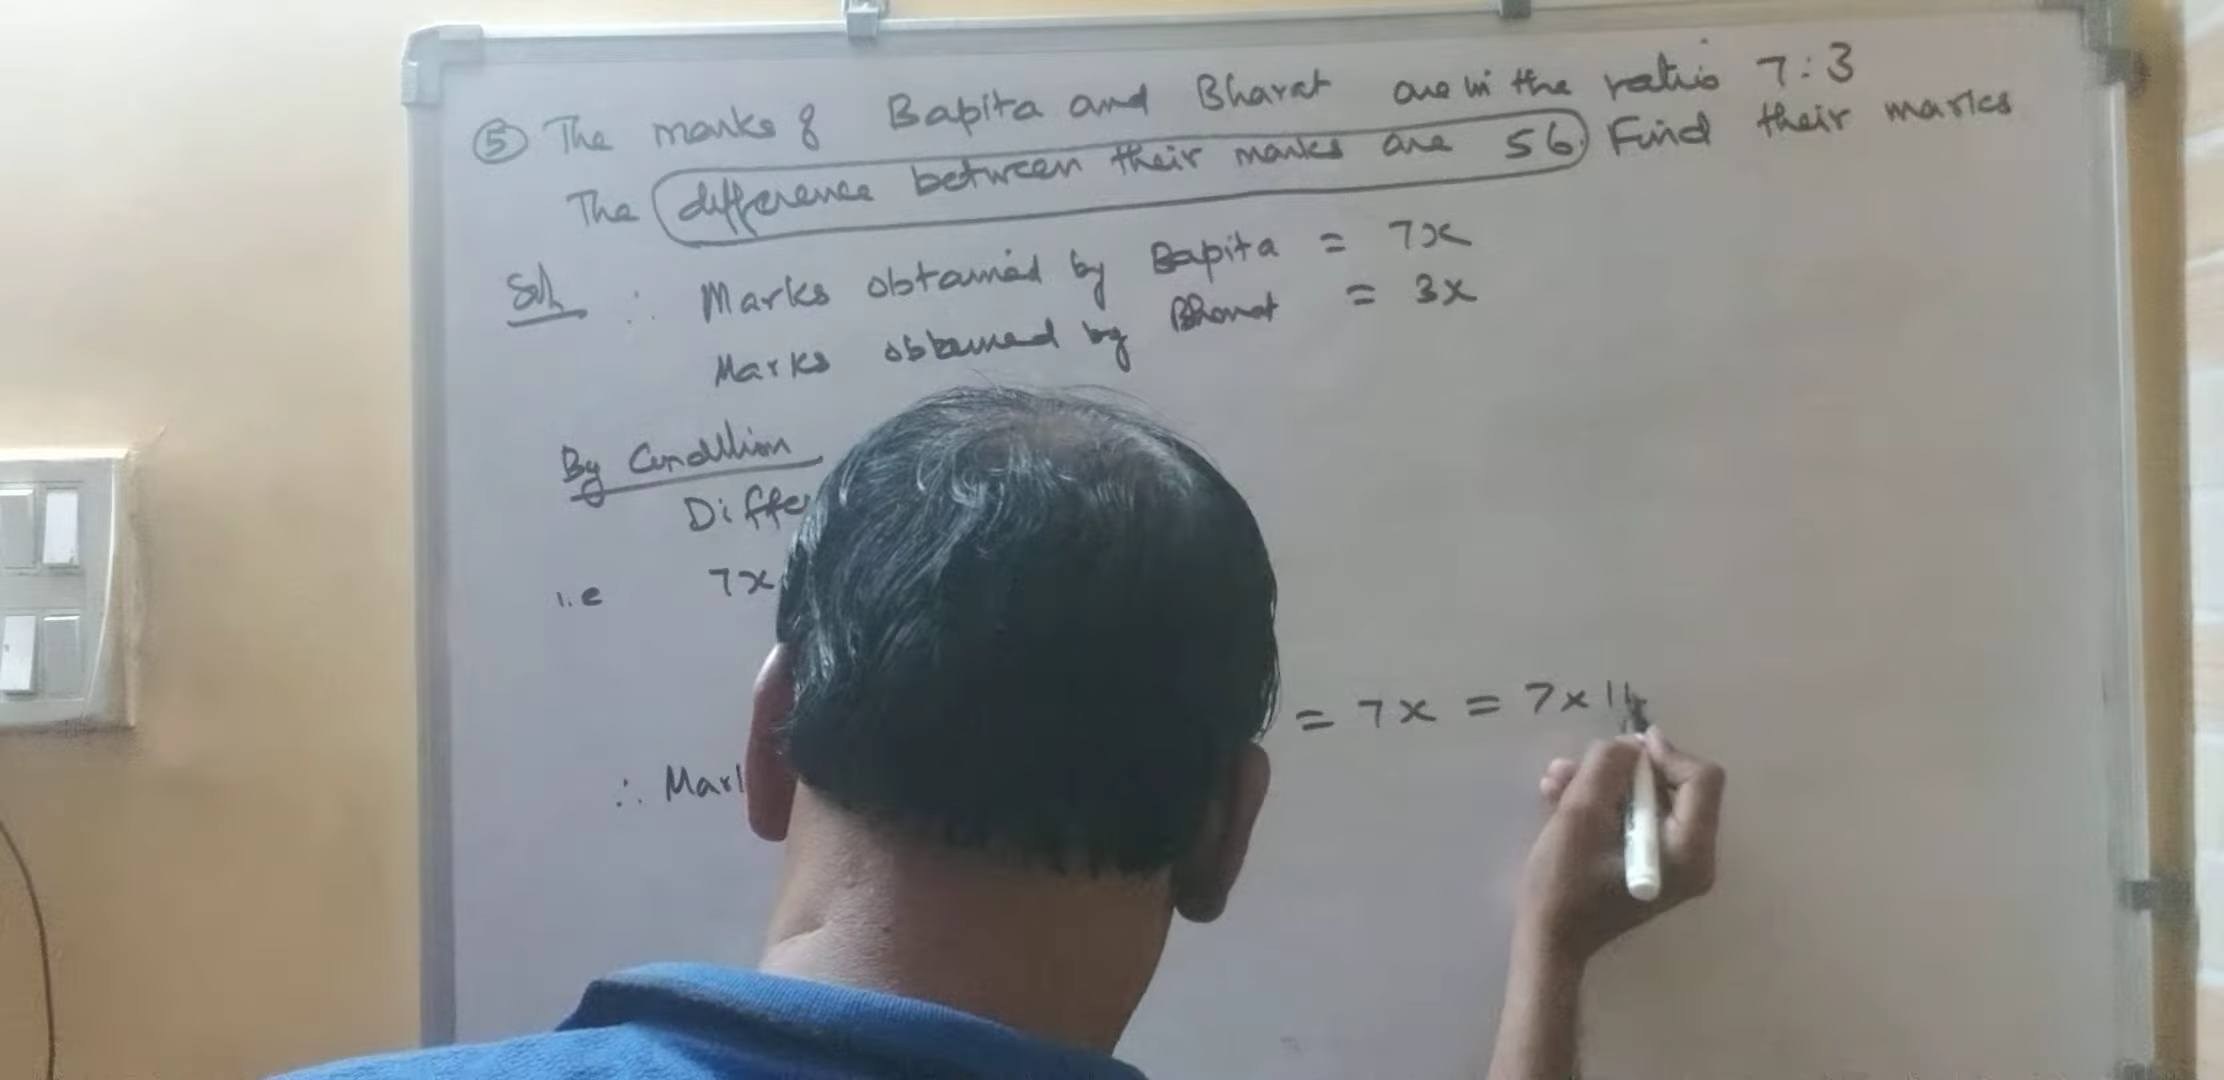 ⑤ The marks of Bapita and Bharat are in the ratio 7:3
The difference between their marks are 56. Find their marks
Soln ∴ Marks obtained by Bapita = 7x
Marks obtained by Bharat = 3x
By Condition
Diffe
i.e 7x
= 7x = 7×14
∴ Mark